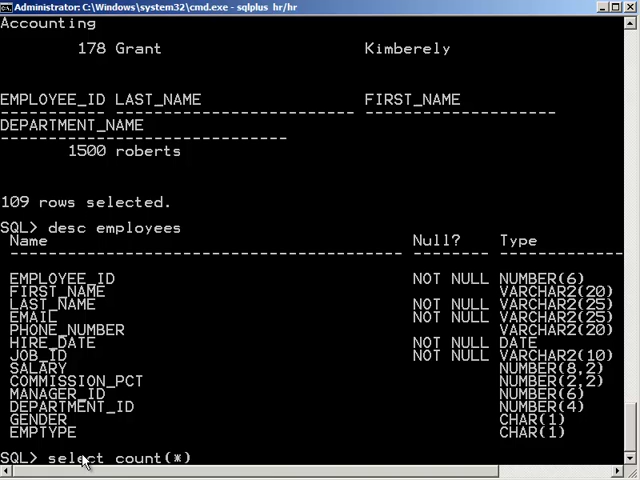 Administrator: C:\Windows\system32\cmd.exe - sqlplus hr/hr
Accounting
178 Grant Kimberely
EMPLOYEE_ID LAST_NAME FIRST_NAME
----------- ------------------------- --------------------
DEPARTMENT_NAME
------------------------------
1500 roberts
109 rows selected.
SQL> desc employees
Name Null? Type
----------------------------------------- -------- -------------
EMPLOYEE_ID NOT NULL NUMBER(6)
FIRST_NAME VARCHAR2(20)
LAST_NAME NOT NULL VARCHAR2(25)
EMAIL NOT NULL VARCHAR2(25)
PHONE_NUMBER VARCHAR2(20)
HIRE_DATE NOT NULL DATE
JOB_ID NOT NULL VARCHAR2(10)
SALARY NUMBER(8,2)
COMMISSION_PCT NUMBER(2,2)
MANAGER_ID NUMBER(6)
DEPARTMENT_ID NUMBER(4)
GENDER CHAR(1)
EMPTYPE CHAR(1)
SQL> select count(*)